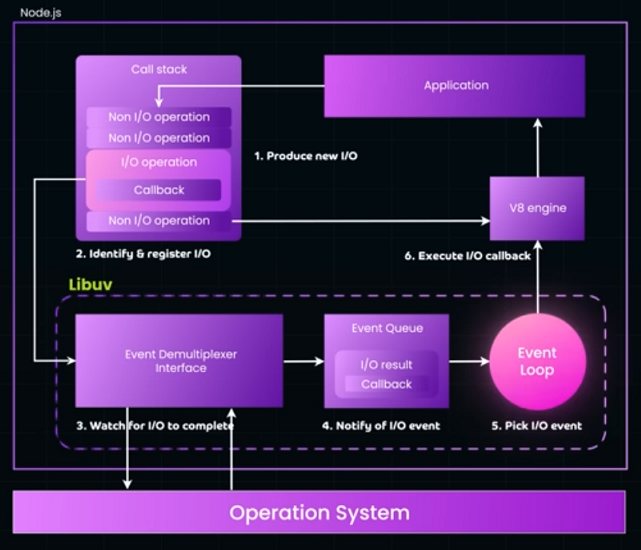 Node.js
Call stack
Application
Non I/O operation
Non I/O operation
I/O operation
Callback
Non I/O operation
1. Produce new I/O
V8 engine
2. Identify & register I/O
6. Execute I/O callback
Libuv
Event Demultiplexer
Interface
Event Queue
I/O result
Callback
Event
Loop
3. Watch for I/O to complete
4. Notify of I/O event
5. Pick I/O event
Operation System